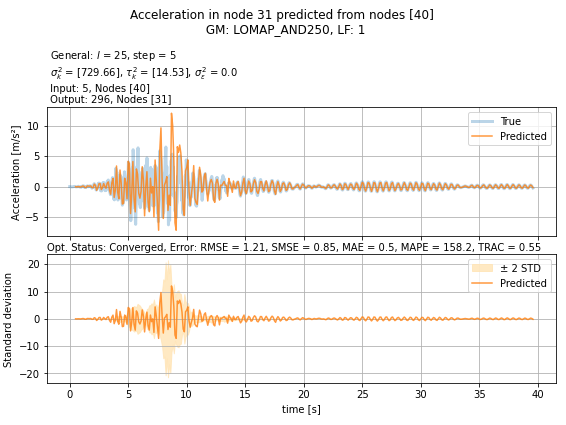 Acceleration in node 31 predicted from nodes [40]
GM: LOMAP_AND250, LF: 1
General: l = 25, step = 5
σ²ₖ = [729.66], τ²ₖ = [14.53], σ²ε = 0.0
Input: 5, Nodes [40]
Output: 296, Nodes [31]
Acceleration [m/s²]
10
5
0
−5
True
Predicted
Opt. Status: Converged, Error: RMSE = 1.21, SMSE = 0.85, MAE = 0.5, MAPE = 158.2, TRAC = 0.55
Standard deviation
20
10
0
−10
−20
± 2 STD
Predicted
0 5 10 15 20 25 30 35 40
time [s]